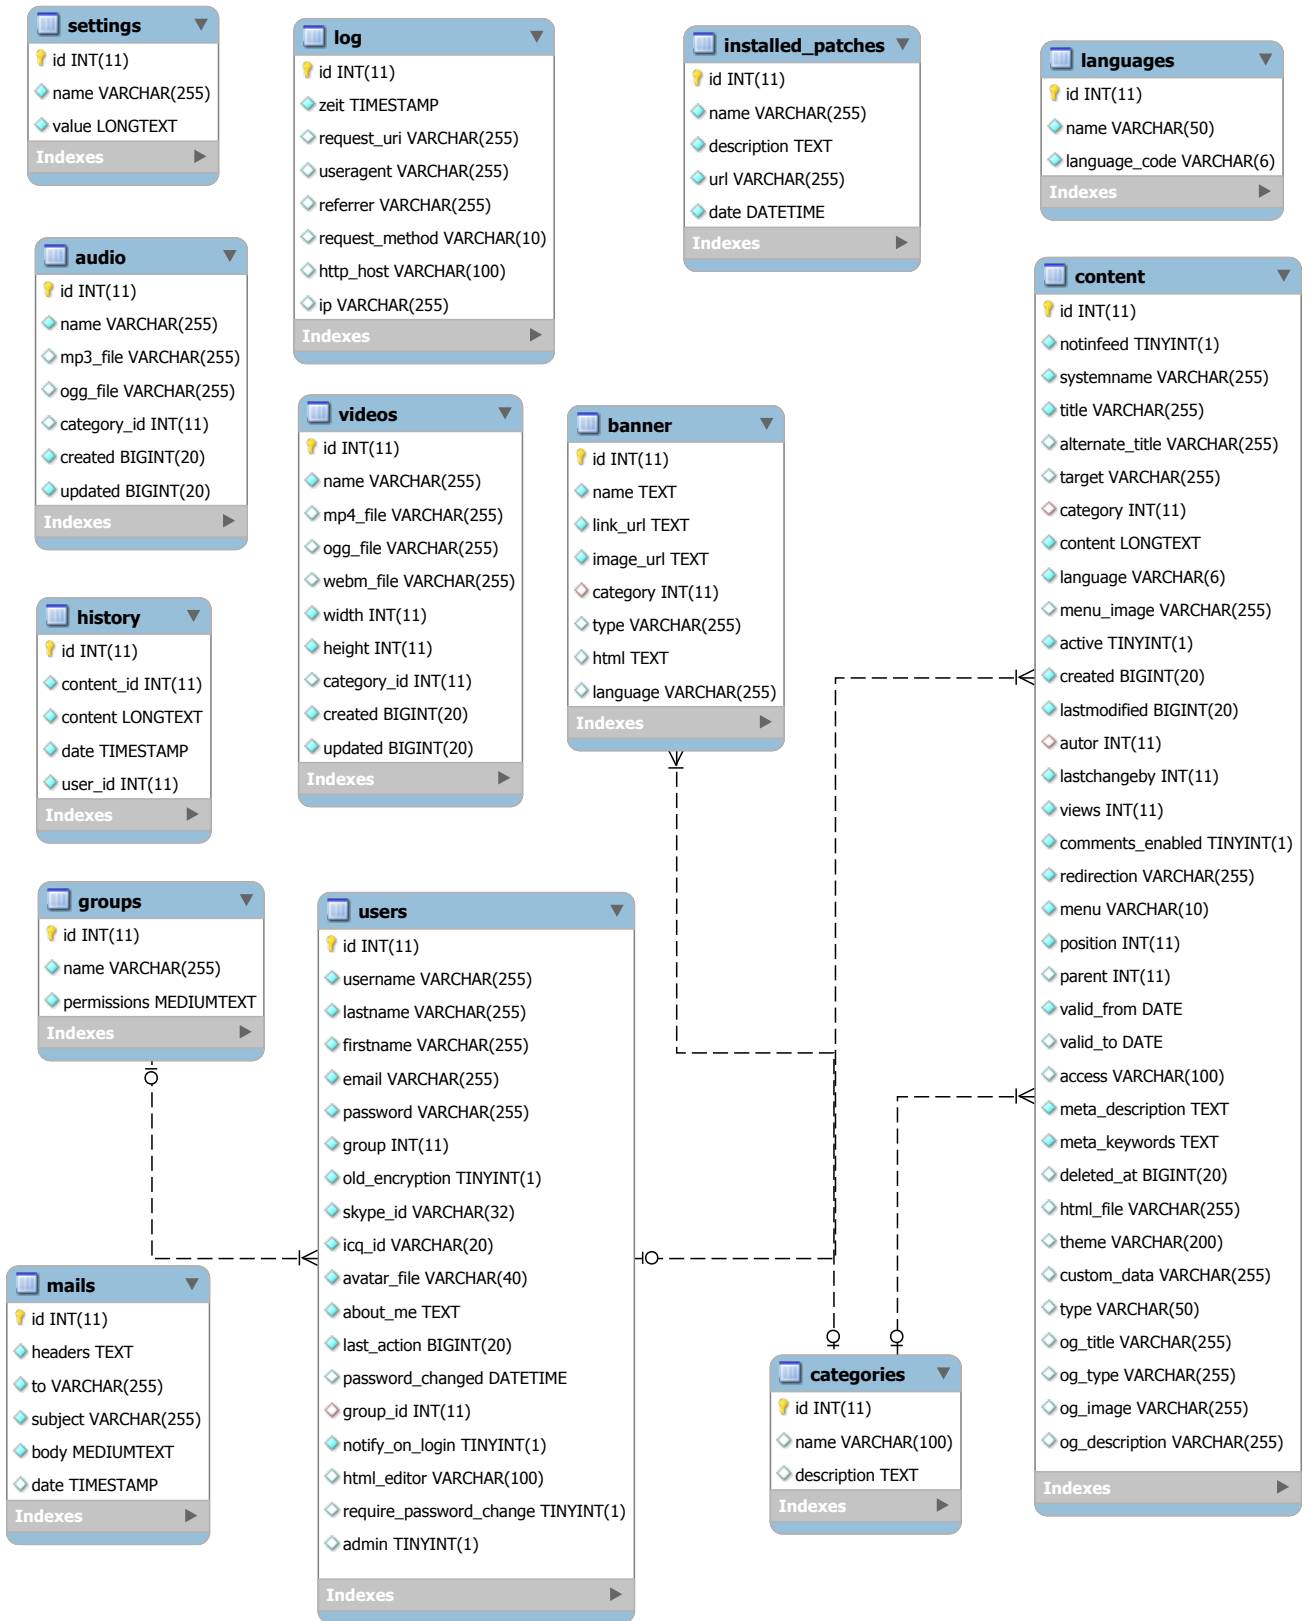 settings
id INT(11)
name VARCHAR(255)
value LONGTEXT
Indexes
log
id INT(11)
zeit TIMESTAMP
request_uri VARCHAR(255)
useragent VARCHAR(255)
referrer VARCHAR(255)
request_method VARCHAR(10)
http_host VARCHAR(100)
ip VARCHAR(255)
Indexes
installed_patches
id INT(11)
name VARCHAR(255)
description TEXT
url VARCHAR(255)
date DATETIME
Indexes
languages
id INT(11)
name VARCHAR(50)
language_code VARCHAR(6)
Indexes
audio
id INT(11)
name VARCHAR(255)
mp3_file VARCHAR(255)
ogg_file VARCHAR(255)
category_id INT(11)
created BIGINT(20)
updated BIGINT(20)
Indexes
videos
id INT(11)
name VARCHAR(255)
mp4_file VARCHAR(255)
ogg_file VARCHAR(255)
webm_file VARCHAR(255)
width INT(11)
height INT(11)
category_id INT(11)
created BIGINT(20)
updated BIGINT(20)
Indexes
banner
id INT(11)
name TEXT
link_url TEXT
image_url TEXT
category INT(11)
type VARCHAR(255)
html TEXT
language VARCHAR(255)
Indexes
content
id INT(11)
notinfeed TINYINT(1)
systemname VARCHAR(255)
title VARCHAR(255)
alternate_title VARCHAR(255)
target VARCHAR(255)
category INT(11)
content LONGTEXT
language VARCHAR(6)
menu_image VARCHAR(255)
active TINYINT(1)
created BIGINT(20)
lastmodified BIGINT(20)
autor INT(11)
lastchangeby INT(11)
views INT(11)
comments_enabled TINYINT(1)
redirection VARCHAR(255)
menu VARCHAR(10)
position INT(11)
parent INT(11)
valid_from DATE
valid_to DATE
access VARCHAR(100)
meta_description TEXT
meta_keywords TEXT
deleted_at BIGINT(20)
html_file VARCHAR(255)
theme VARCHAR(200)
custom_data VARCHAR(255)
type VARCHAR(50)
og_title VARCHAR(255)
og_type VARCHAR(255)
og_image VARCHAR(255)
og_description VARCHAR(255)
Indexes
history
id INT(11)
content_id INT(11)
content LONGTEXT
date TIMESTAMP
user_id INT(11)
Indexes
groups
id INT(11)
name VARCHAR(255)
permissions MEDIUMTEXT
Indexes
users
id INT(11)
username VARCHAR(255)
lastname VARCHAR(255)
firstname VARCHAR(255)
email VARCHAR(255)
password VARCHAR(255)
group INT(11)
old_encryption TINYINT(1)
skype_id VARCHAR(32)
icq_id VARCHAR(20)
avatar_file VARCHAR(40)
about_me TEXT
last_action BIGINT(20)
password_changed DATETIME
group_id INT(11)
notify_on_login TINYINT(1)
html_editor VARCHAR(100)
require_password_change TINYINT(1)
admin TINYINT(1)
Indexes
mails
id INT(11)
headers TEXT
to VARCHAR(255)
subject VARCHAR(255)
body MEDIUMTEXT
date TIMESTAMP
Indexes
categories
id INT(11)
name VARCHAR(100)
description TEXT
Indexes